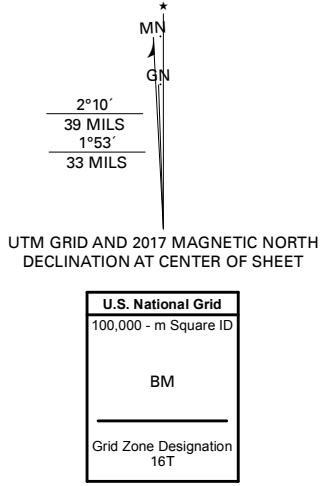 ★
MN
GN
2°10´
39 MILS
1°53´
33 MILS
UTM GRID AND 2017 MAGNETIC NORTH
DECLINATION AT CENTER OF SHEET
U.S. National Grid
100,000 - m Square ID
BM
Grid Zone Designation
16T